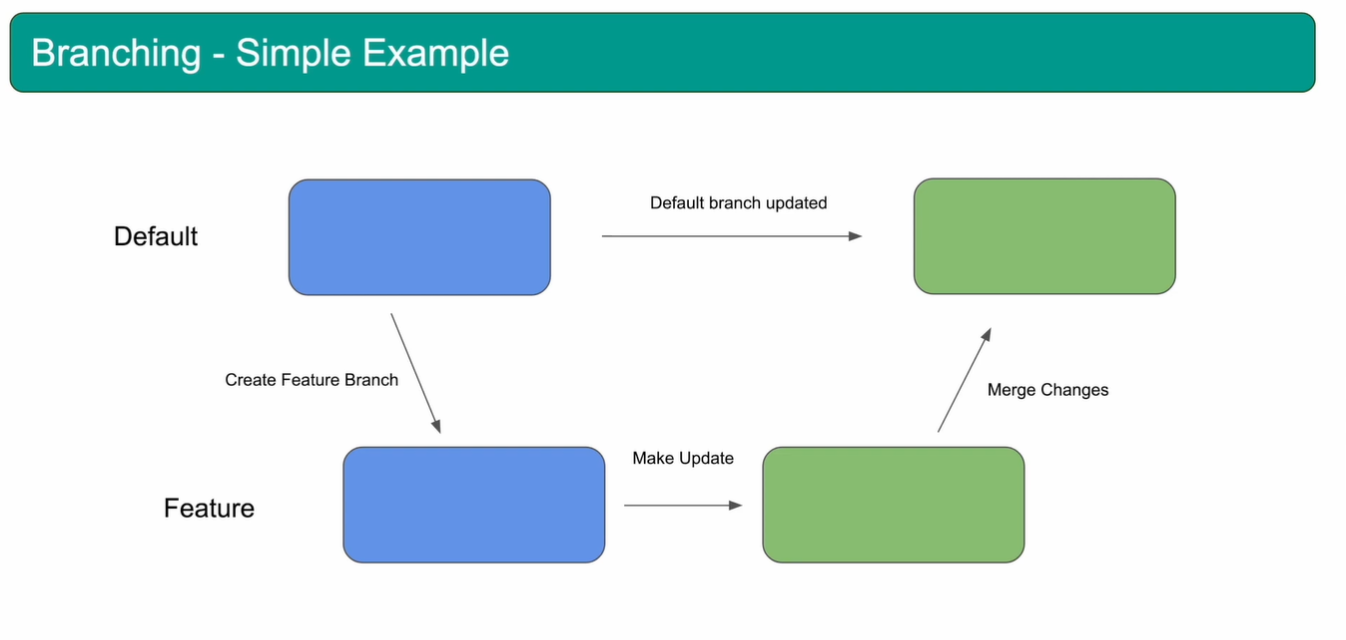 Branching - Simple Example
Default branch updated
Default
Create Feature Branch
Merge Changes
Make Update
Feature